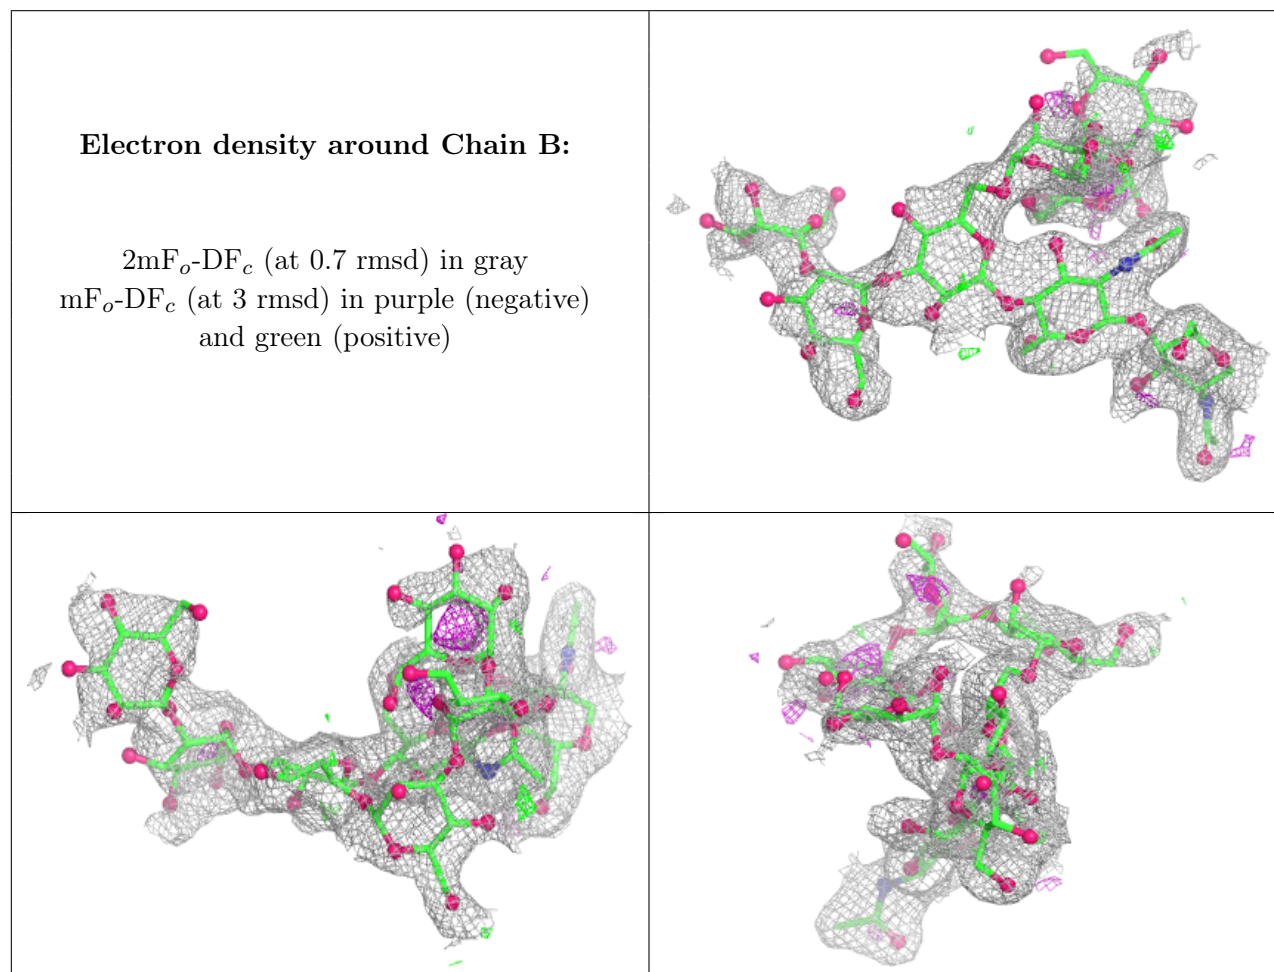 Electron density around Chain B:
2mFo-DFc (at 0.7 rmsd) in gray
mFo-DFc (at 3 rmsd) in purple (negative)
and green (positive)